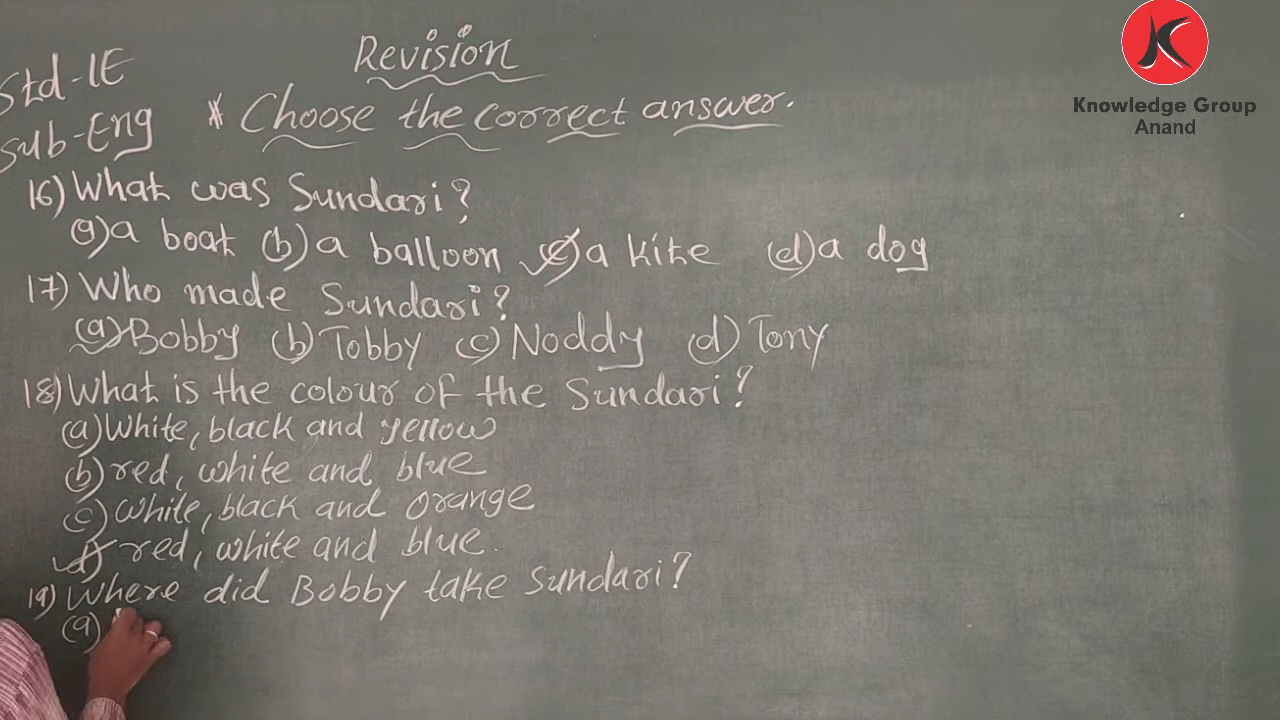 Revision
Std-IE
Sub-Eng
* Choose the correct answer.
16) What was Sundari?
(a) a boat (b) a balloon (c) a kite (d) a dog
17) Who made Sundari?
(a) Bobby (b) Tobby (c) Noddy (d) Tony
18) What is the colour of the Sundari?
(a) White, black and yellow
(b) red, white and blue
(c) White, black and orange
(d) red, white and blue.
19) Where did Bobby take Sundari?
(a)
Knowledge Group
Anand